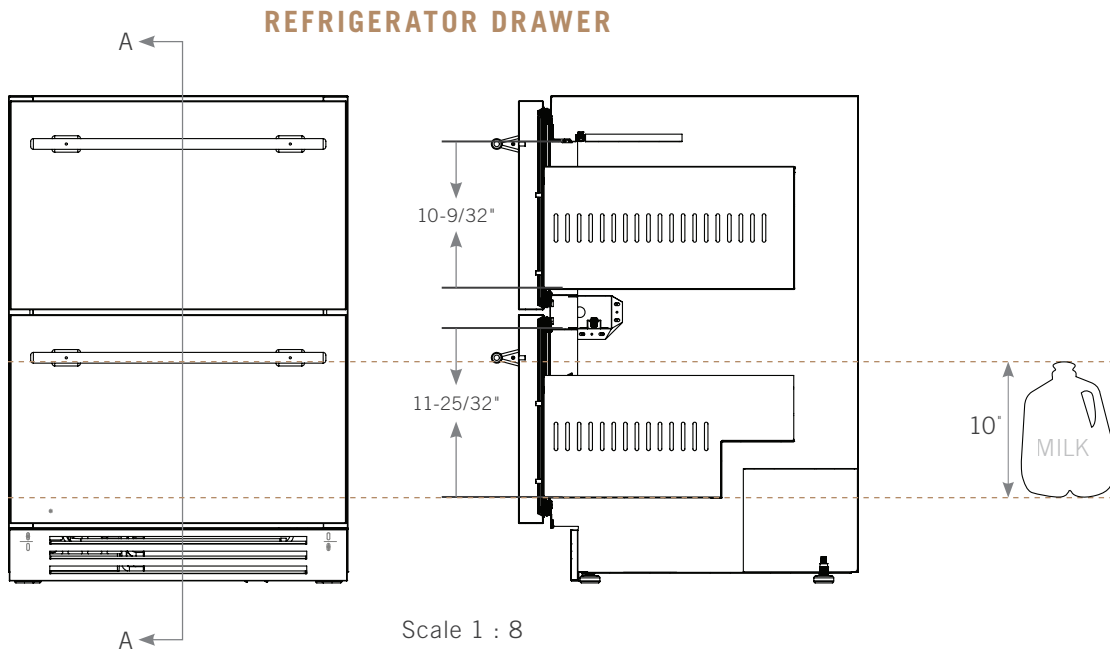 REFRIGERATOR DRAWER
A
10-9/32"
11-25/32"
10"
MILK
A
Scale 1 : 8